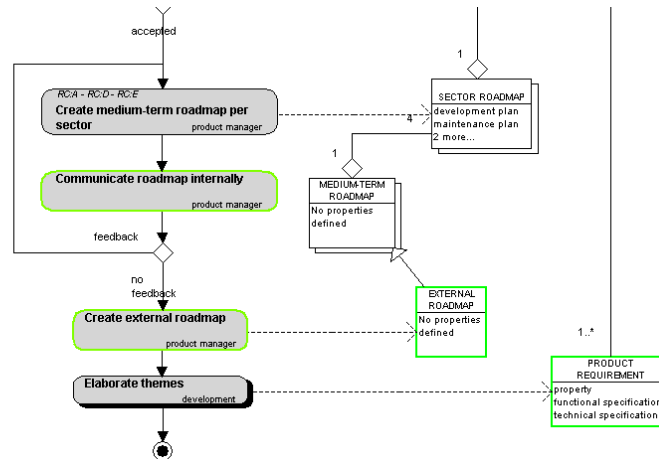 accepted
RC:A - RC:D - RC:E
Create medium-term roadmap per
sector
product manager
Communicate roadmap internally
product manager
feedback
no
feedback
Create external roadmap
product manager
Elaborate themes
development
1
SECTOR ROADMAP
development plan
maintenance plan
2 more...
4
1
MEDIUM-TERM
ROADMAP
No properties
defined
EXTERNAL
ROADMAP
No properties
defined
1..*
PRODUCT
REQUIREMENT
property
functional specification
technical specification